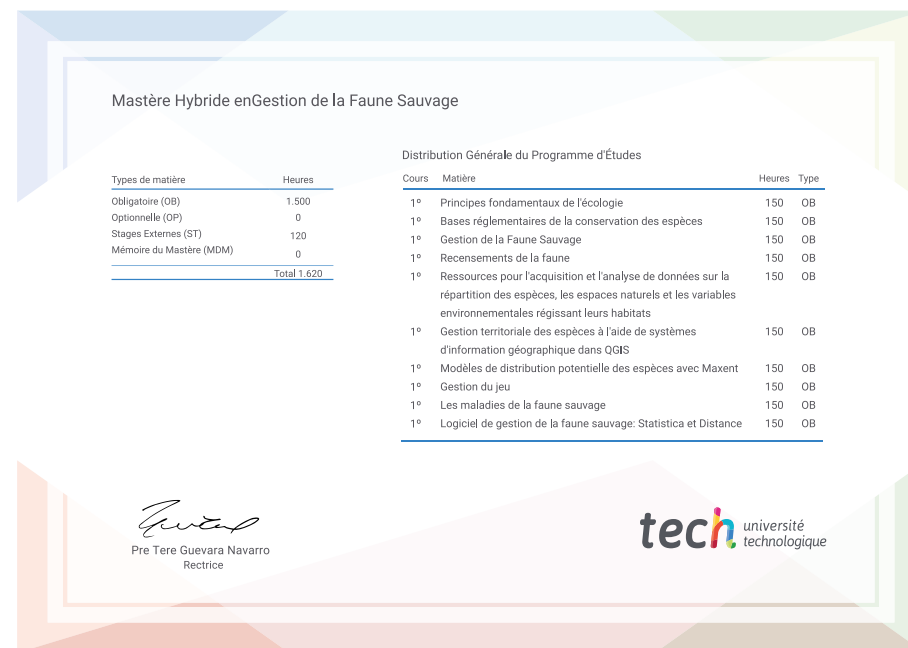 Mastère Hybride enGestion de la Faune Sauvage
Types de matière Heures
Obligatoire (OB) 1.500
Optionnelle (OP) 0
Stages Externes (ST) 120
Mémoire du Mastère (MDM) 0
Total 1.620
Distribution Générale du Programme d'Études
Cours Matière Heures Type
1º Principes fondamentaux de l'écologie 150 OB
1º Bases réglementaires de la conservation des espèces 150 OB
1º Gestion de la Faune Sauvage 150 OB
1º Recensements de la faune 150 OB
1º Ressources pour l'acquisition et l'analyse de données sur la 150 OB
répartition des espèces, les espaces naturels et les variables
environnementales régissant leurs habitats
1º Gestion territoriale des espèces à l'aide de systèmes 150 OB
d'information géographique dans QGIS
1º Modèles de distribution potentielle des espèces avec Maxent 150 OB
1º Gestion du jeu 150 OB
1º Les maladies de la faune sauvage 150 OB
1º Logiciel de gestion de la faune sauvage: Statistica et Distance 150 OB
Pre Tere Guevara Navarro
Rectrice
tech université
technologique